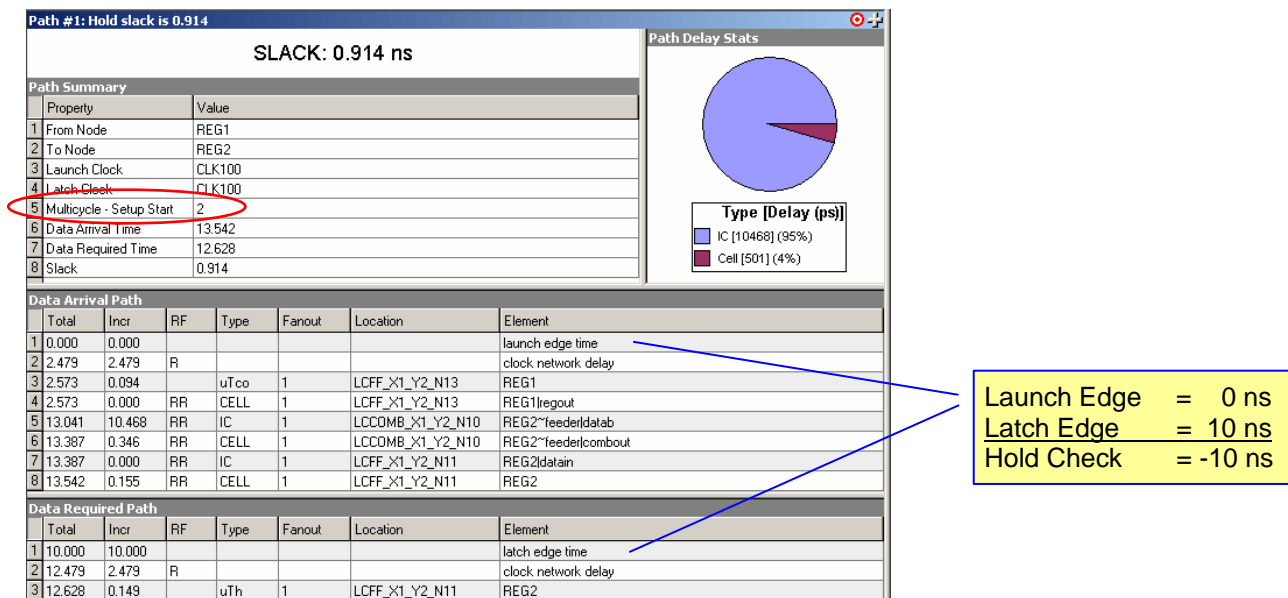 Path #1: Hold slack is 0.914
SLACK: 0.914 ns
Path Summary
Property Value
1 From Node REG1
2 To Node REG2
3 Launch Clock CLK100
4 Latch Clock CLK100
5 Multicycle - Setup Start 2
6 Data Arrival Time 13.542
7 Data Required Time 12.628
8 Slack 0.914
Path Delay Stats
Type [Delay (ps)]
IC [10468] (95%)
Cell [501] (4%)
Data Arrival Path
Total Incr RF Type Fanout Location Element
1 0.000 0.000 launch edge time
2 2.479 2.479 R clock network delay
3 2.573 0.094 uTco 1 LCFF_X1_Y2_N13 REG1
4 2.573 0.000 RR CELL 1 LCFF_X1_Y2_N13 REG1|regout
5 13.041 10.468 RR IC 1 LCCOMB_X1_Y2_N10 REG2~feeder|datab
6 13.387 0.346 RR CELL 1 LCCOMB_X1_Y2_N10 REG2~feeder|combout
7 13.387 0.000 RR IC 1 LCFF_X1_Y2_N11 REG2|datain
8 13.542 0.155 RR CELL 1 LCFF_X1_Y2_N11 REG2
Data Required Path
Total Incr RF Type Fanout Location Element
1 10.000 10.000 latch edge time
2 12.479 2.479 R clock network delay
3 12.628 0.149 uTh 1 LCFF_X1_Y2_N11 REG2
Launch Edge = 0 ns
Latch Edge = 10 ns
Hold Check = -10 ns